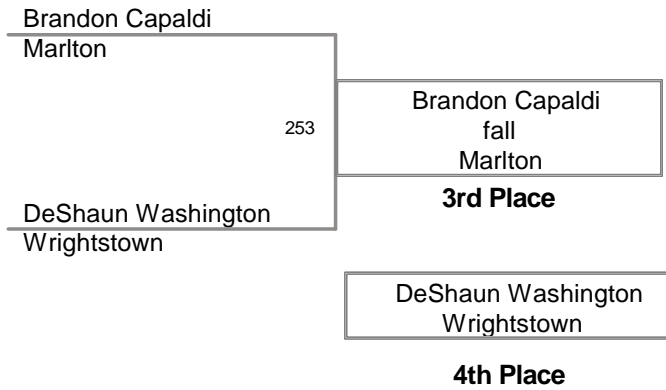 Brandon Capaldi
Marlton
253
Brandon Capaldi
fall
Marlton
3rd Place
DeShaun Washington
Wrightstown
DeShaun Washington
Wrightstown
4th Place